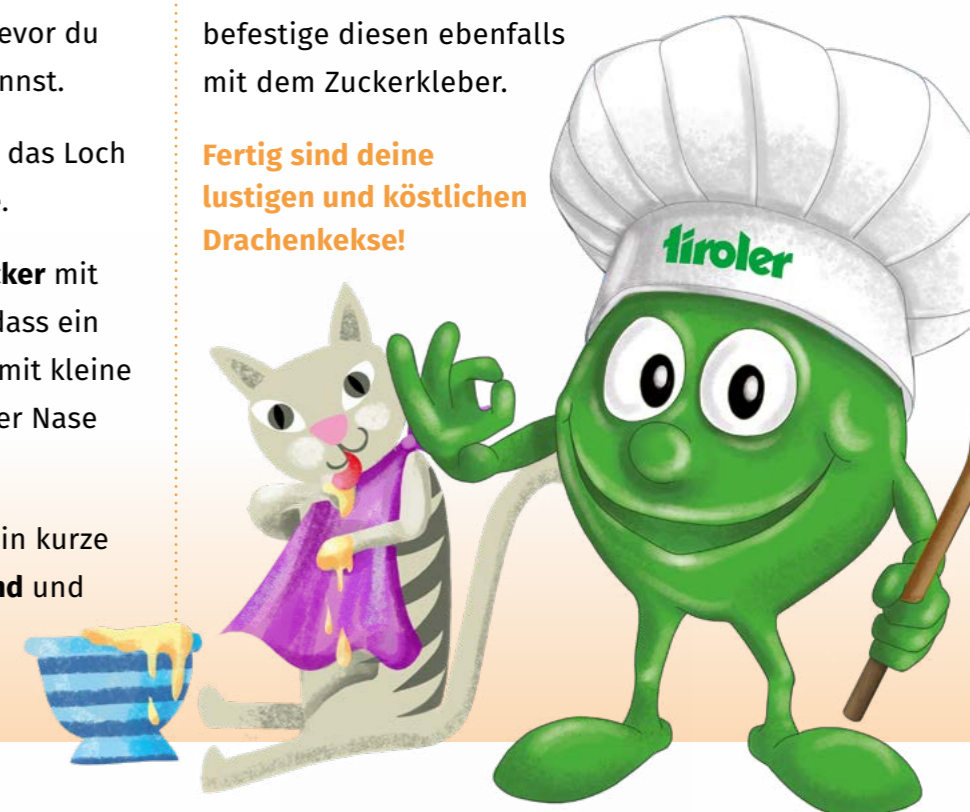 evor du
nnst.
das Loch
.
ker mit
dass ein
mit kleine
er Nase
in kurze
nd und
befestige diesen ebenfalls
mit dem Zuckerkleber.
Fertig sind deine
lustigen und köstlichen
Drachenkekse!
tiroler